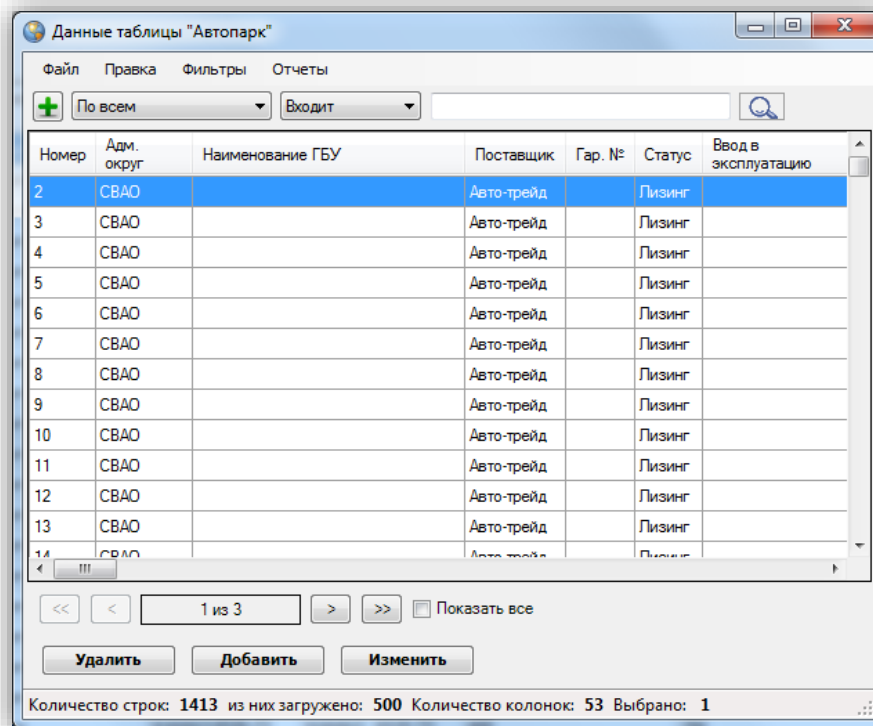 Данные таблицы "Автопарк"
Файл Правка Фильтры Отчеты
По всем Входит
Номер Адм. округ Наименование ГБУ Поставщик Гар. № Статус Ввод в эксплуатацию
2 СВАО Авто-трейд Лизинг
3 СВАО Авто-трейд Лизинг
4 СВАО Авто-трейд Лизинг
5 СВАО Авто-трейд Лизинг
6 СВАО Авто-трейд Лизинг
7 СВАО Авто-трейд Лизинг
8 СВАО Авто-трейд Лизинг
9 СВАО Авто-трейд Лизинг
10 СВАО Авто-трейд Лизинг
11 СВАО Авто-трейд Лизинг
12 СВАО Авто-трейд Лизинг
13 СВАО Авто-трейд Лизинг
14 СВАО Авто-трейд Лизинг
<< < 1 из 3 > >> Показать все
Удалить Добавить Изменить
Количество строк: 1413 из них загружено: 500 Количество колонок: 53 Выбрано: 1